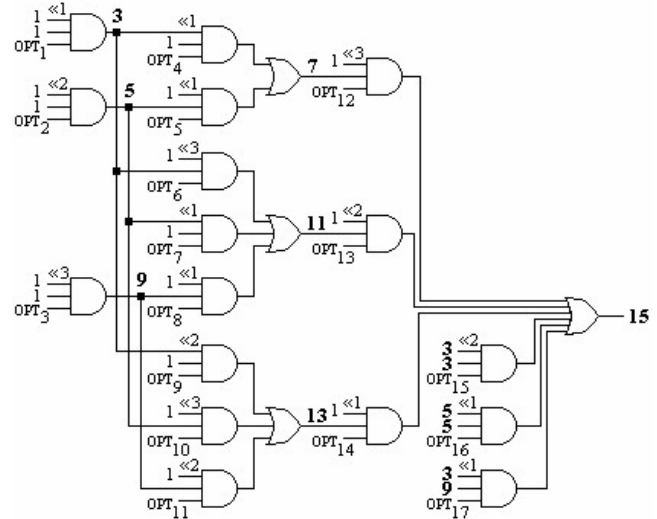 1 «1
1
OPT1
3
«1
1
OPT4
7
1 «3
OPT12
1 «2
1
OPT2
5
«1
1
OPT5
1 «3
OPT6
«1
1
OPT7
11
1 «2
OPT13
1 «3
1
OPT3
9
1 «1
OPT8
15
«2
1
OPT9
3 «2
3
OPT15
1 «3
OPT10
13
1 «1
1
OPT14
5 «1
5
OPT16
1 «2
OPT11
3 «1
9
OPT17